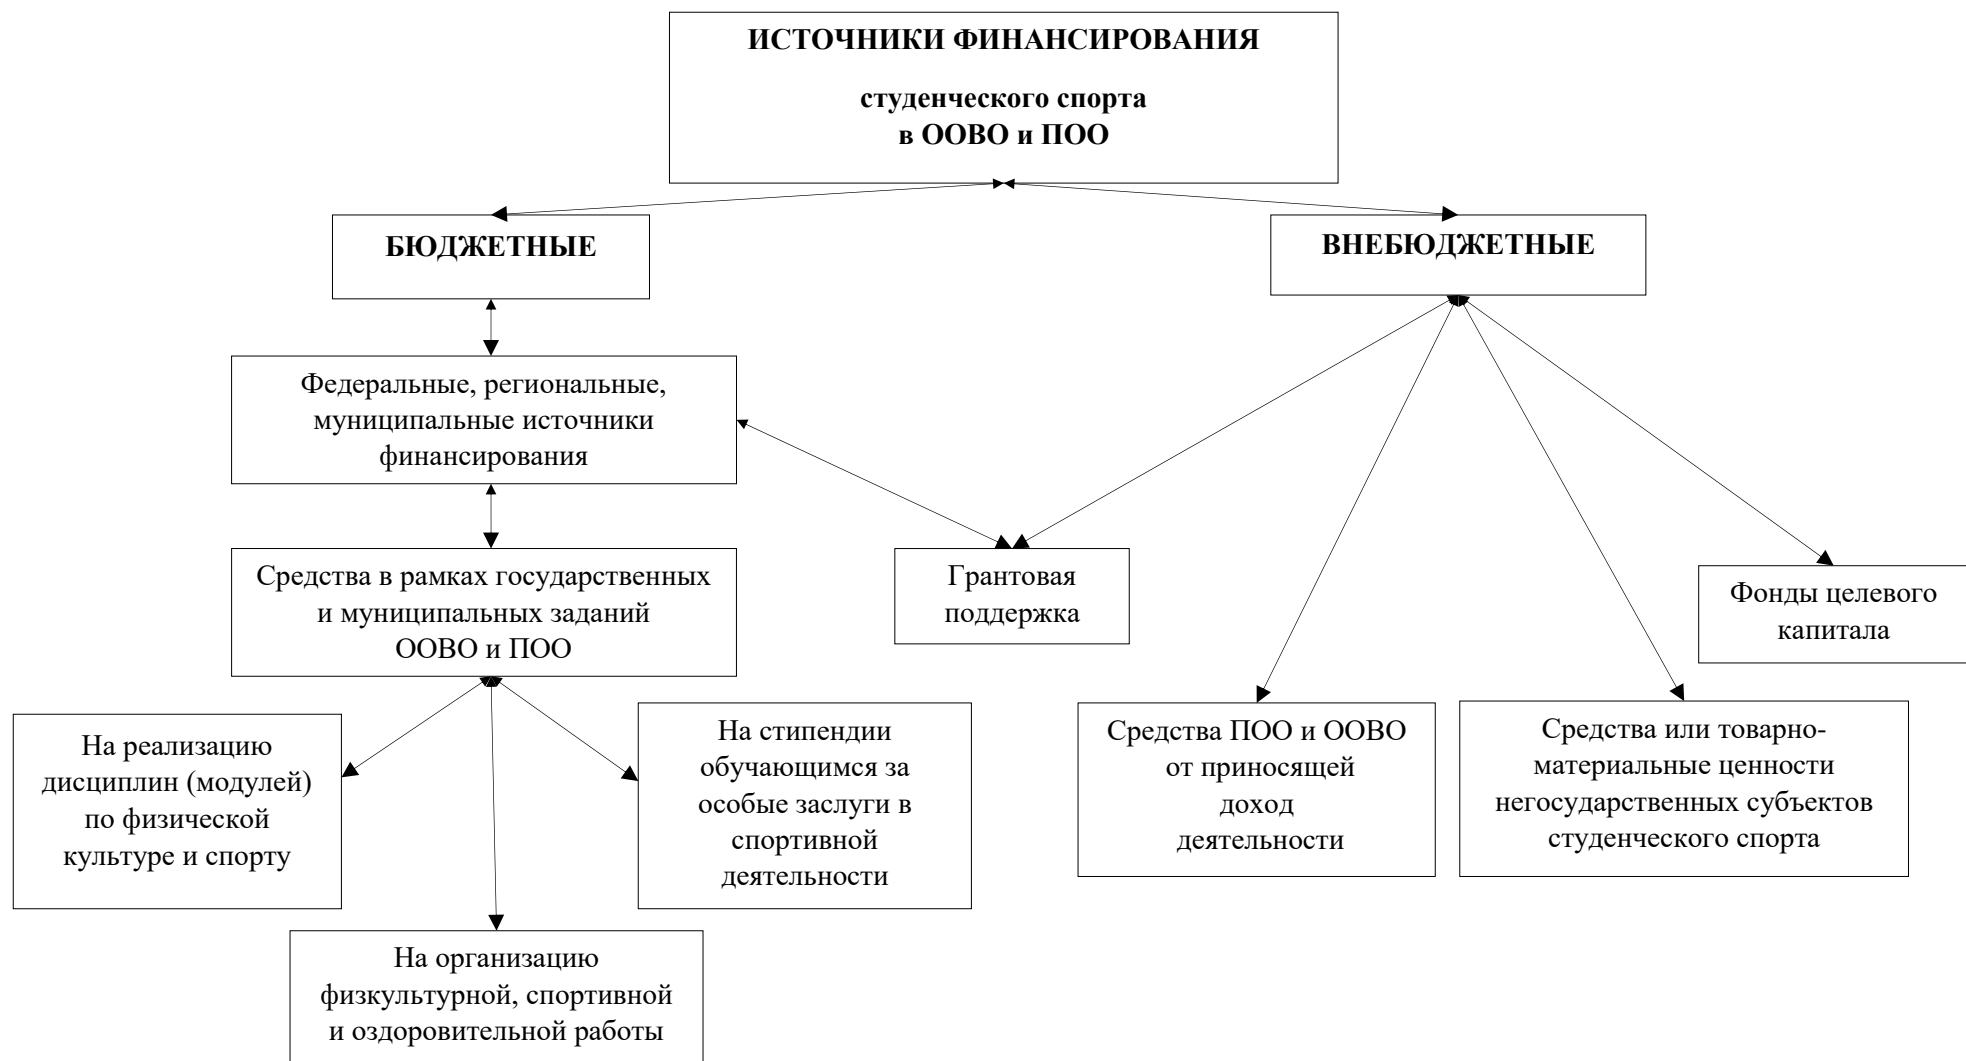 ИСТОЧНИКИ ФИНАНСИРОВАНИЯ
студенческого спорта
в ООВО и ПОО
БЮДЖЕТНЫЕ
ВНЕБЮДЖЕТНЫЕ
Федеральные, региональные,
муниципальные источники
финансирования
Средства в рамках государственных
и муниципальных заданий
ООВО и ПОО
Грантовая
поддержка
Фонды целевого
капитала
На реализацию
дисциплин (модулей)
по физической
культуре и спорту
На стипендии
обучающимся за
особые заслуги в
спортивной
деятельности
Средства ПОО и ООВО
от приносящей
доход
деятельности
Средства или товарно-
материальные ценности
негосударственных субъектов
студенческого спорта
На организацию
физкультурной, спортивной
и оздоровительной работы